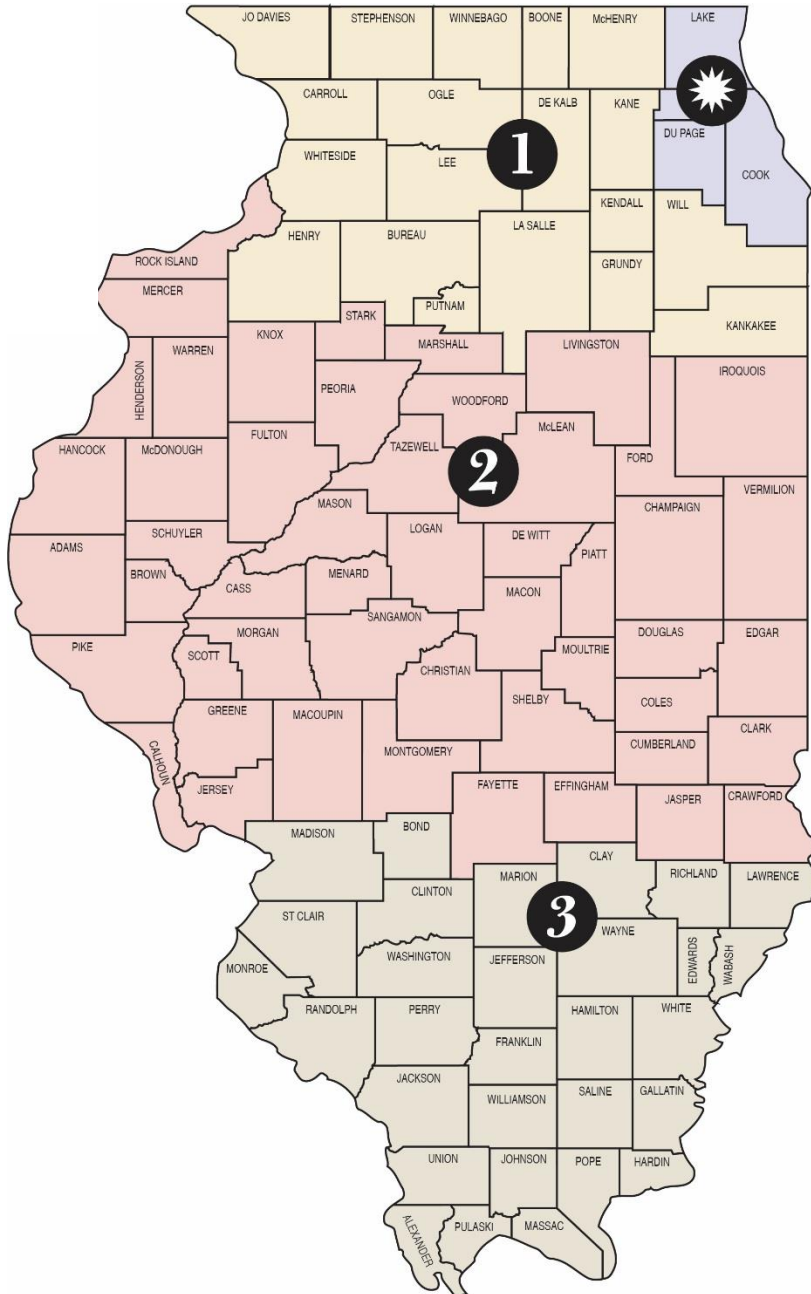 JO DAVIES
STEPHENSON
WINNEBAGO
BOONE
McHENRY
LAKE
CARROLL
OGLE
DE KALB
KANE
DU PAGE
COOK
1
WHITESIDE
LEE
KENDALL
WILL
LA SALLE
HENRY
BUREAU
GRUNDY
ROCK ISLAND
MERCER
PUTNAM
STARK
KANKAKEE
KNOX
MARSHALL
LIVINGSTON
WARREN
HENDERSON
PEORIA
IROQUOIS
WOODFORD
McLEAN
FULTON
HANCOCK
McDONOUGH
TAZEWELL
2
FORD
VERMILION
MASON
CHAMPAIGN
SCHUYLER
LOGAN
DE WITT
ADAMS
PIATT
BROWN
CASS
MENARD
MACON
SANGAMON
MORGAN
DOUGLAS
EDGAR
PIKE
SCOTT
CHRISTIAN
MOULTRIE
SHELBY
COLES
GREENE
MACOUPIN
CLARK
CALHOUN
MONTGOMERY
CUMBERLAND
JERSEY
FAYETTE
EFFINGHAM
JASPER
CRAWFORD
MADISON
BOND
CLAY
MARION
RICHLAND
LAWRENCE
CLINTON
3
ST CLAIR
WAYNE
WASHINGTON
JEFFERSON
EDWARDS
WABASH
MONROE
RANDOLPH
PERRY
HAMILTON
WHITE
FRANKLIN
JACKSON
WILLIAMSON
SALINE
GALLATIN
UNION
JOHNSON
POPE
HARDIN
ALEXANDER
PULASKI
MASSAC